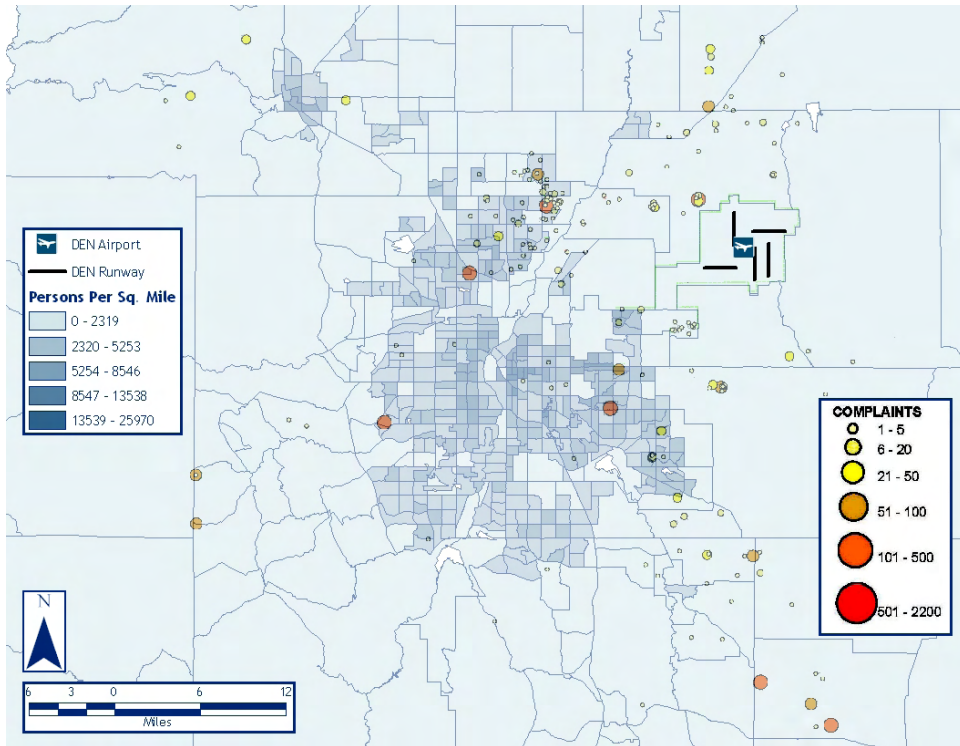 DEN Airport
DEN Runway
Persons Per Sq. Mile
0 - 2319
2320 - 5253
5254 - 8546
8547 - 13538
13539 - 25970
COMPLAINTS
1 - 5
6 - 20
21 - 50
51 - 100
101 - 500
501 - 2200
N
6 3 0 6 12
Miles